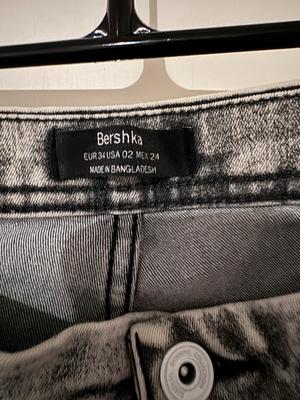 Bershka
EUR 34 USA 02 MEX 24
MADE IN BANGLADESH